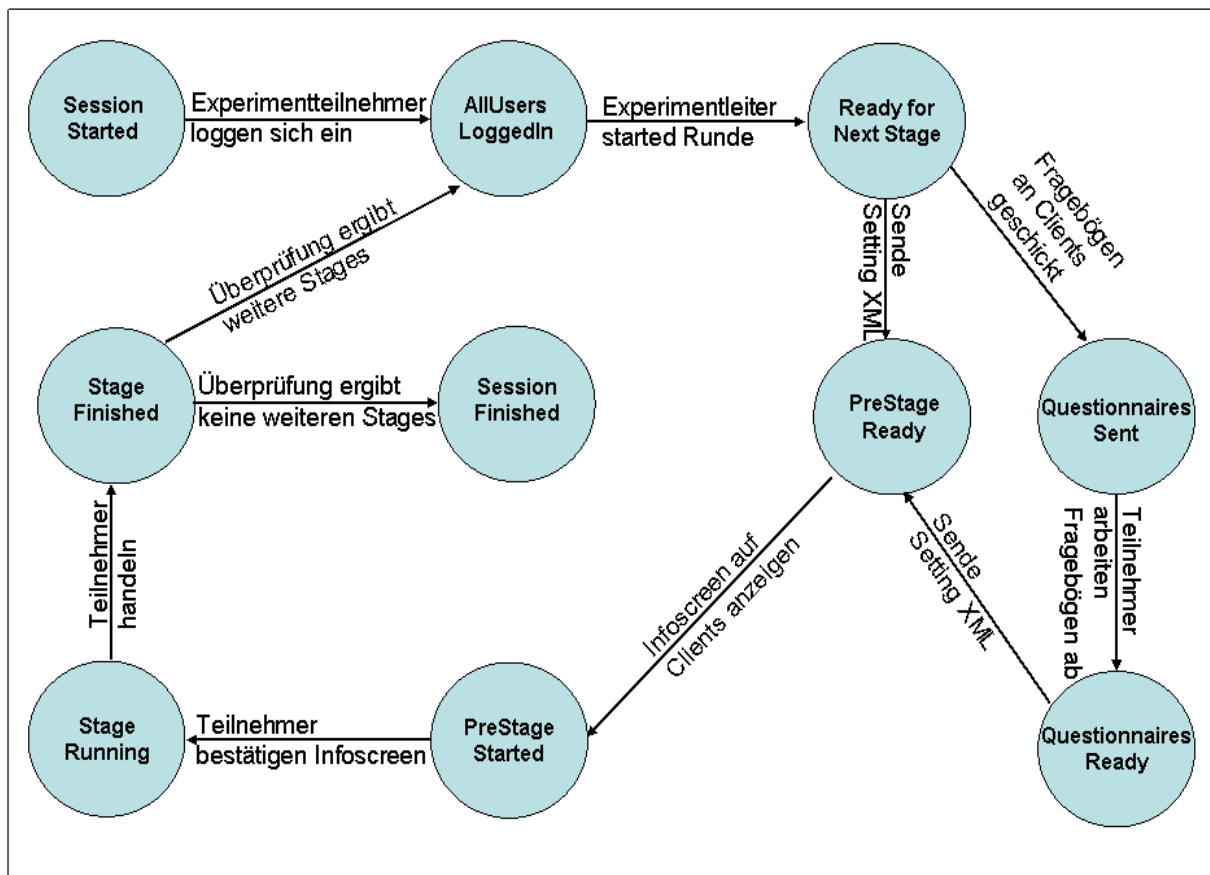 Session
Started
Experimentteilnehmer
loggen sich ein
AllUsers
LoggedIn
Experimentleiter
started Runde
Ready for
Next Stage
Fragebögen
an Clients
geschickt
Sende
Setting XML
Überprüfung ergibt
weitere Stages
Stage
Finished
Überprüfung ergibt
keine weiteren Stages
Session
Finished
PreStage
Ready
Questionnaires
Sent
Teilnehmer
handeln
Infoscreen auf
Clients anzeigen
Sende
Setting XML
Teilnehmer
arbeiten
Fragebögen ab
Stage
Running
Teilnehmer
bestätigen Infoscreen
PreStage
Started
Questionnaires
Ready